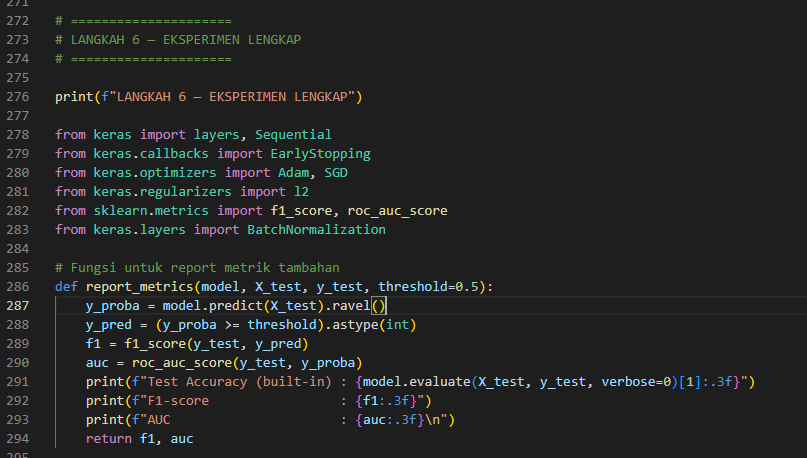 271
272 # =====================
273 # LANGKAH 6 — EKSPERIMEN LENGKAP
274 # =====================
275
276 print(f"LANGKAH 6 — EKSPERIMEN LENGKAP")
277
278 from keras import layers, Sequential
279 from keras.callbacks import EarlyStopping
280 from keras.optimizers import Adam, SGD
281 from keras.regularizers import l2
282 from sklearn.metrics import f1_score, roc_auc_score
283 from keras.layers import BatchNormalization
284
285 # Fungsi untuk report metrik tambahan
286 def report_metrics(model, X_test, y_test, threshold=0.5):
287     y_proba = model.predict(X_test).ravel()
288     y_pred = (y_proba >= threshold).astype(int)
289     f1 = f1_score(y_test, y_pred)
290     auc = roc_auc_score(y_test, y_proba)
291     print(f"Test Accuracy (built-in) : {model.evaluate(X_test, y_test, verbose=0)[1]:.3f}")
292     print(f"F1-score                 : {f1:.3f}")
293     print(f"AUC                      : {auc:.3f}\n")
294     return f1, auc
295